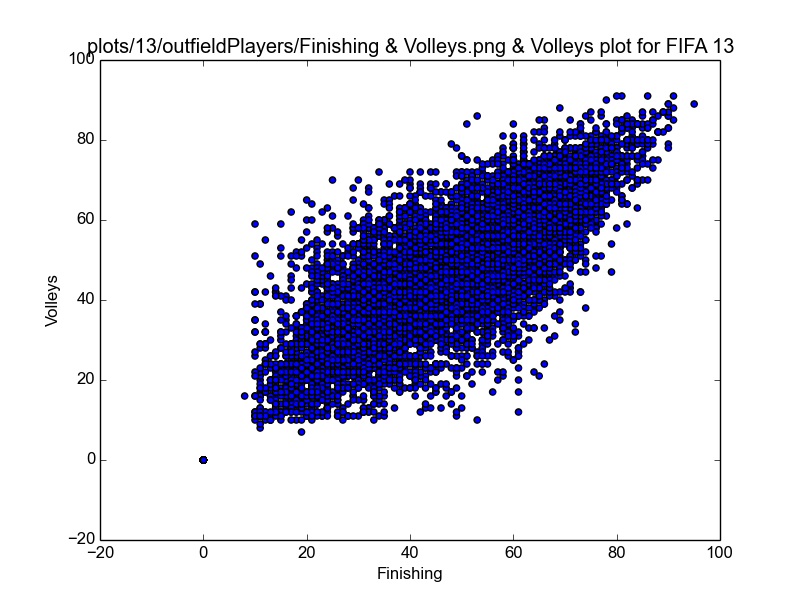 plots/13/outfieldPlayers/Finishing & Volleys.png & Volleys plot for FIFA 13
100
80
60
40
20
0
−20
Volleys
−20 0 20 40 60 80 100
Finishing